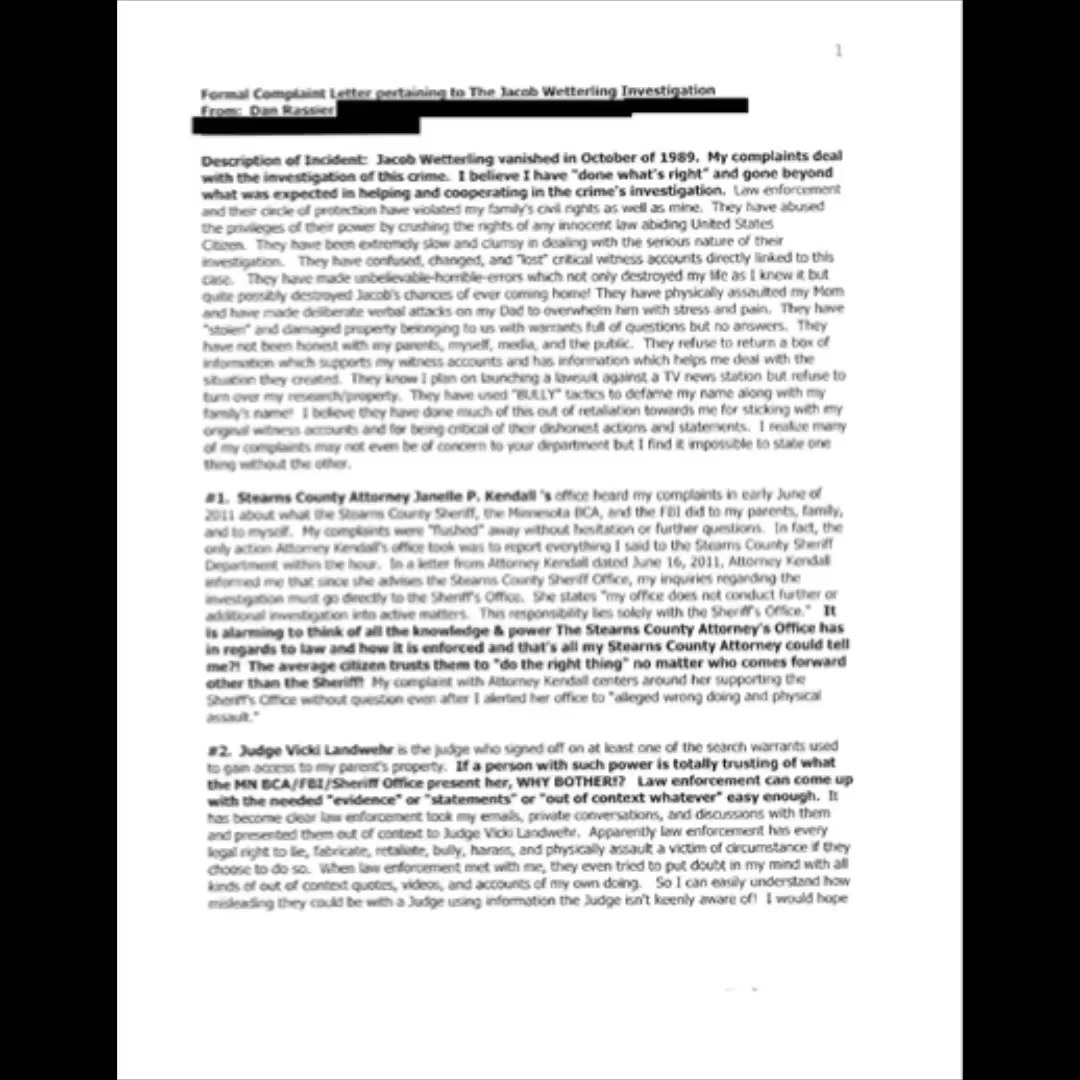 1
Formal Complaint Letter pertaining to The Jacob Wetterling Investigation
From: Dan Rassier
Description of Incident: Jacob Wetterling vanished in October of 1989. My complaints deal
with the investigation of this crime. I believe I have "done what's right" and gone beyond
what was expected in helping and cooperating in the crime's investigation. Law enforcement
and their circle of protection have violated my family's civil rights as well as mine. They have abused
the privileges of their power by crushing the rights of any innocent law abiding United States
Citizen. They have been extremely slow and clumsy in dealing with the serious nature of their
investigation. They have confused, changed, and "lost" critical witness accounts directly linked to this
case. They have made unbelievable-horrible-errors which not only destroyed my life as I knew it but
quite possibly destroyed Jacob's chances of ever coming home! They have physically assaulted my Mom
and have made deliberate verbal attacks on my Dad to overwhelm him with stress and pain. They have
"stolen" and damaged property belonging to us with warrants full of questions but no answers. They
have not been honest with my parents, myself, media, and the public. They refuse to return a box of
information which supports my witness accounts and has information which helps me deal with the
situation they created. They know I plan on launching a lawsuit against a TV news station but refuse to
turn over my research/property. They have used "BULLY" tactics to defame my name along with my
family's name! I believe they have done much of this out of retaliation towards me for sticking with my
original witness accounts and for being critical of their dishonest actions and statements. I realize many
of my complaints may not even be of concern to your department but I find it impossible to state one
thing without the other.
#1. Stearns County Attorney Janelle P. Kendall 's office heard my complaints in early June of
2011 about what the Stearns County Sheriff, the Minnesota BCA, and the FBI did to my parents, family,
and to myself. My complaints were "flushed" away without hesitation or further questions. In fact, the
only action Attorney Kendall's office took was to report everything I said to the Stearns County Sheriff
Department within the hour. In a letter from Attorney Kendall dated June 16, 2011, Attorney Kendall
informed me that since she advises the Stearns County Sheriff Office, my inquiries regarding the
investigation must go directly to the Sheriff's Office. She states "my office does not conduct further or
additional investigation into active matters. This responsibility lies solely with the Sheriff's Office." It
is alarming to think of all the knowledge & power The Stearns County Attorney's Office has
in regards to law and how it is enforced and that's all my Stearns County Attorney could tell
me?! The average citizen trusts them to "do the right thing" no matter who comes forward
other than the Sheriff! My complaint with Attorney Kendall centers around her supporting the
Sheriff's Office without question even after I alerted her office to "alleged wrong doing and physical
assault."
#2. Judge Vicki Landwehr is the judge who signed off on at least one of the search warrants used
to gain access to my parent's property. If a person with such power is totally trusting of what
the MN BCA/FBI/Sheriff Office present her, WHY BOTHER!? Law enforcement can come up
with the needed "evidence" or "statements" or "out of context whatever" easy enough. It
has become clear law enforcement took my emails, private conversations, and discussions with them
and presented them out of context to Judge Vicki Landwehr. Apparently law enforcement has every
legal right to lie, fabricate, retaliate, bully, harass, and physically assault a victim of circumstance if they
choose to do so. When law enforcement met with me, they even tried to put doubt in my mind with all
kinds of out of context quotes, videos, and accounts of my own doing. So I can easily understand how
misleading they could be with a Judge using information the Judge isn't keenly aware of! I would hope